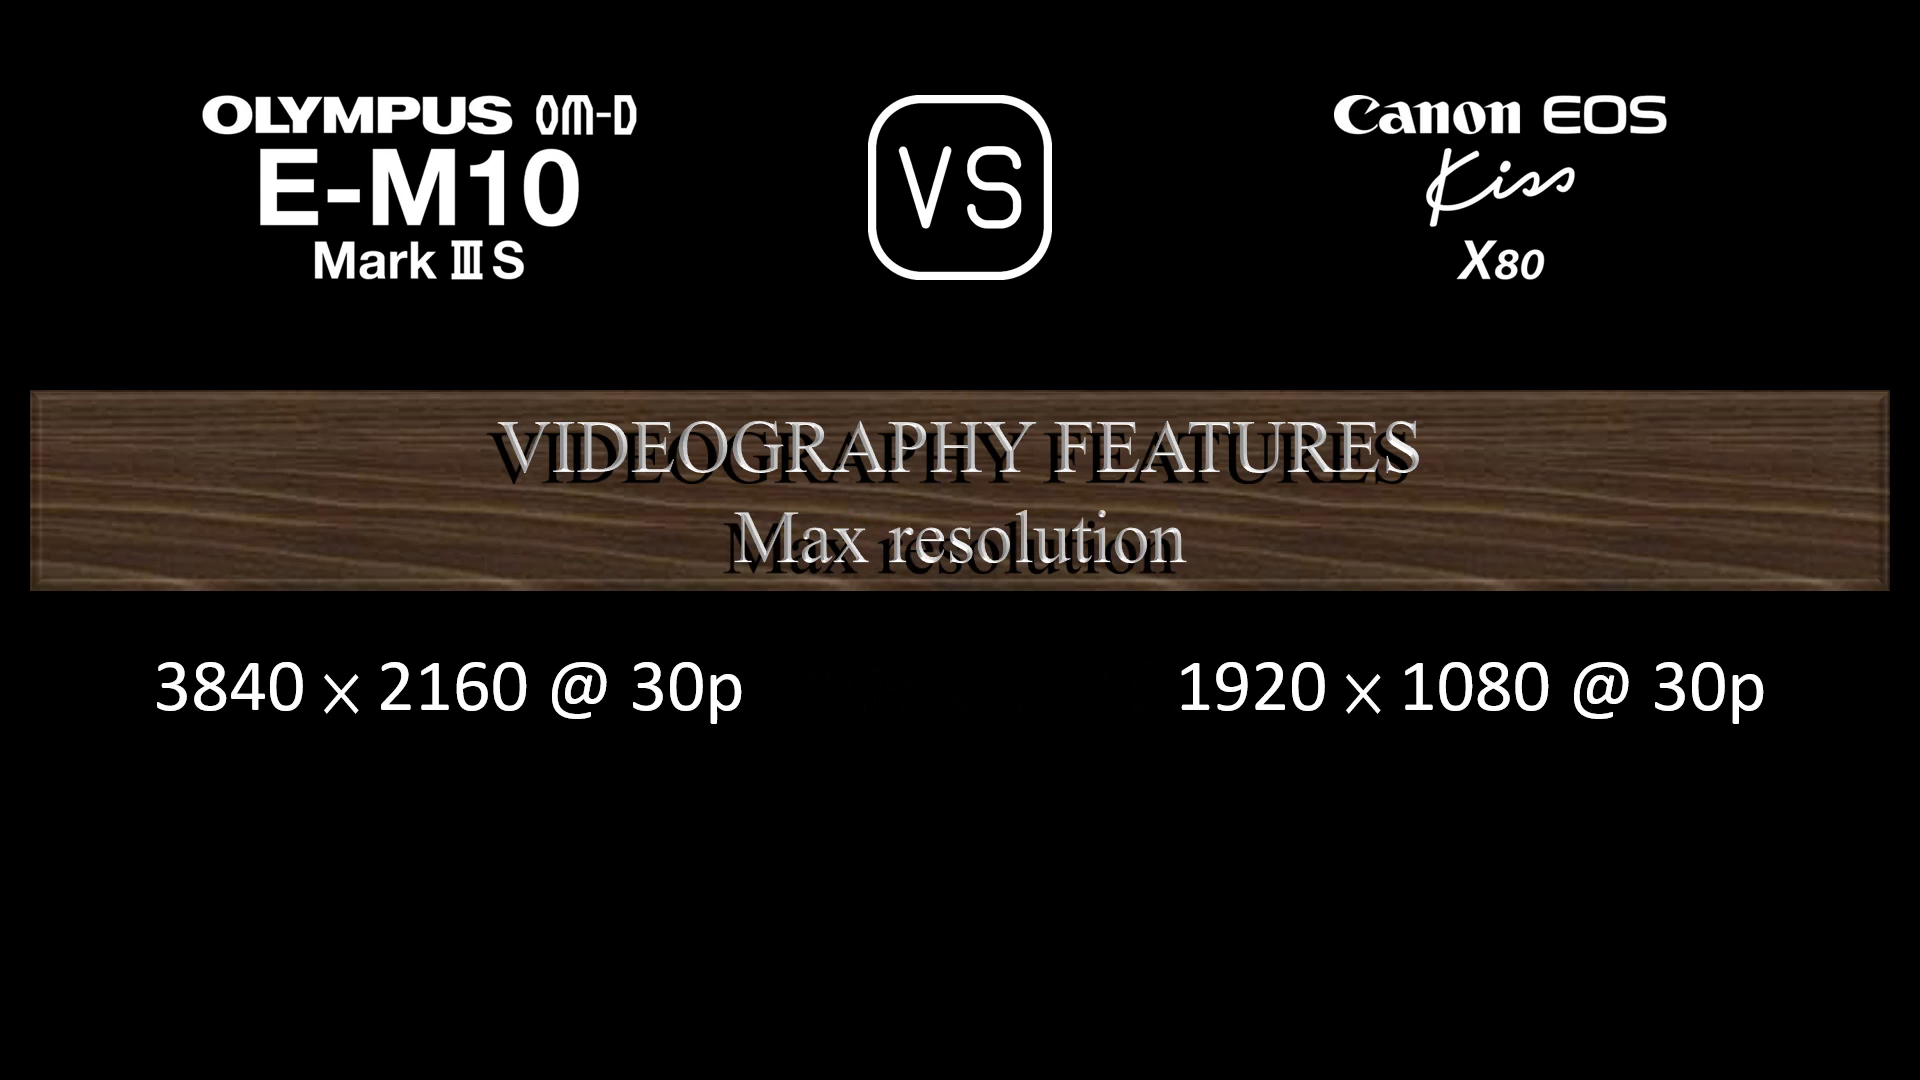 OLYMPUS OM-D
E-M10
Mark III S
VS
Canon EOS
Kiss
X80
VIDEOGRAPHY FEATURES
Max resolution
3840 x 2160 @ 30p
1920 x 1080 @ 30p